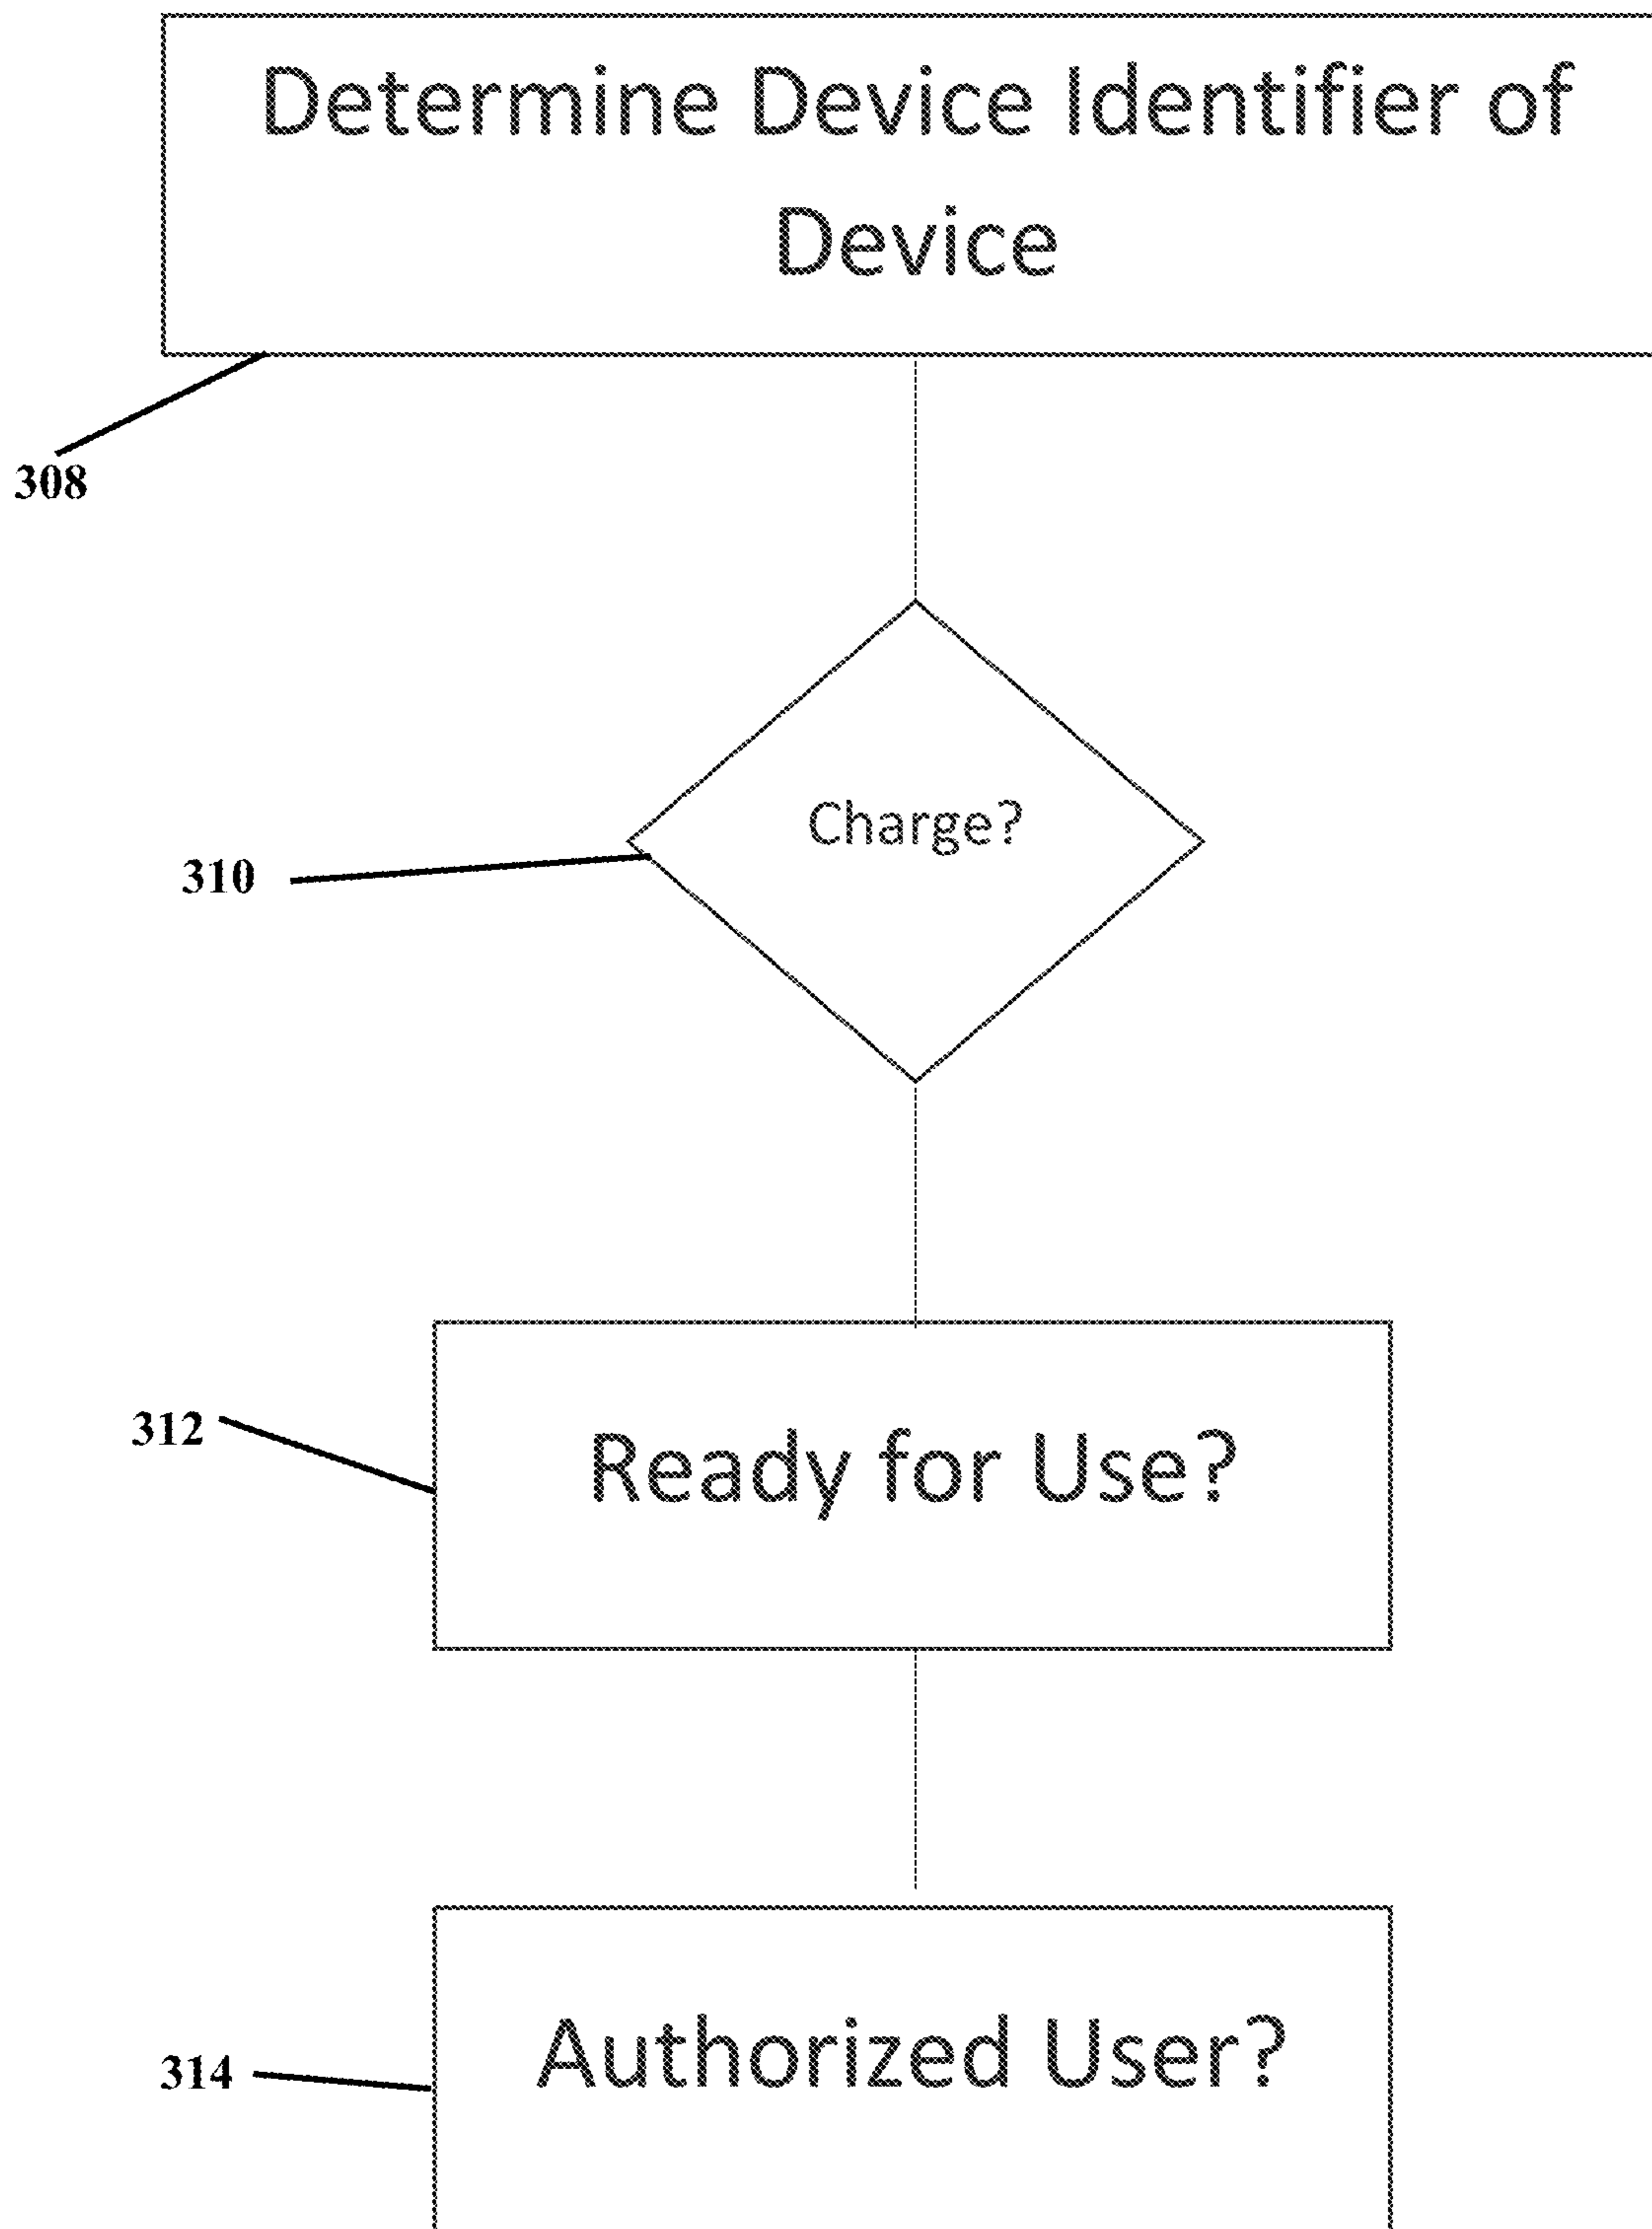 Determine Device Identifier of
Device
308
Charge?
310
312
Ready for Use?
314
Authorized User?